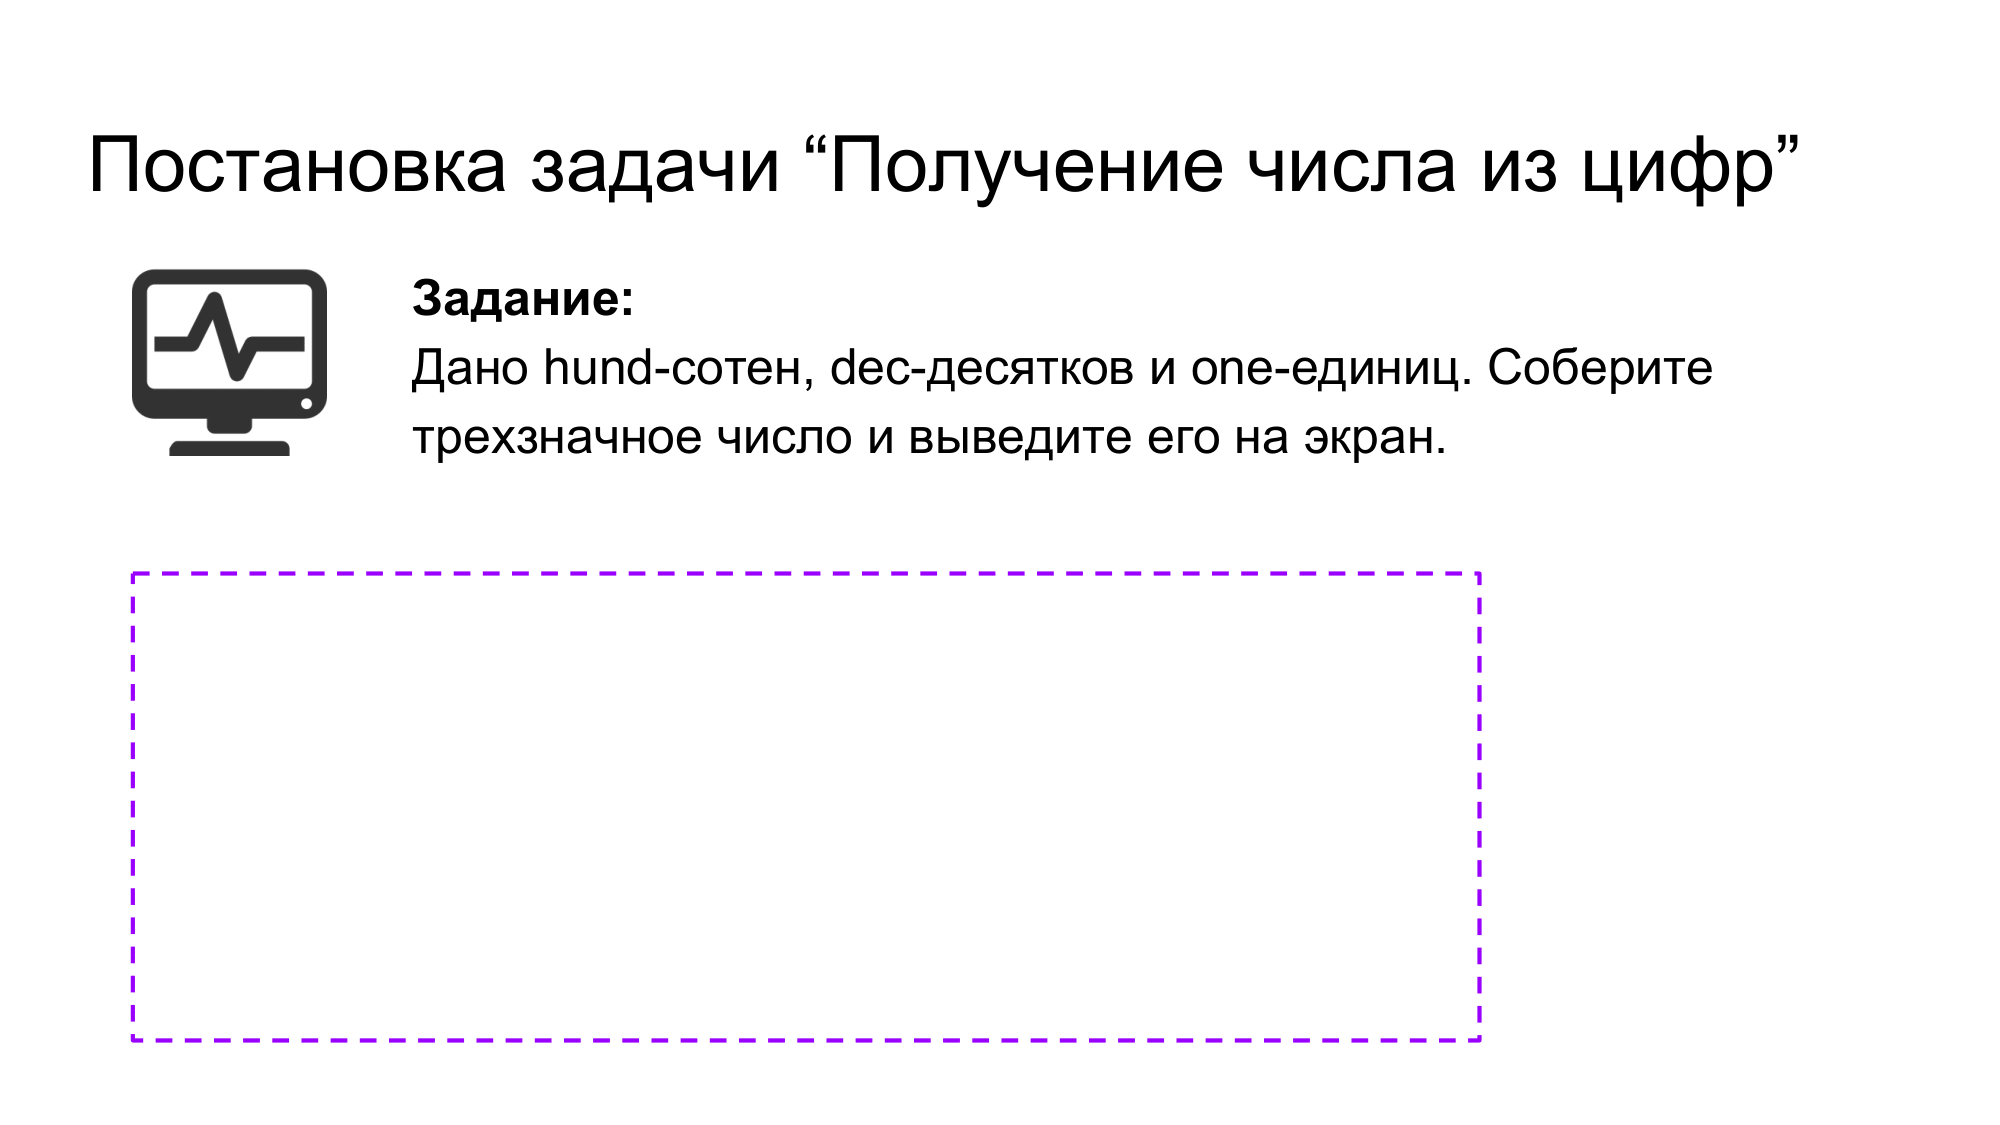 Постановка задачи “Получение числа из цифр”
Задание:
Дано hund-сотен, dec-десятков и one-единиц. Соберите
трехзначное число и выведите его на экран.